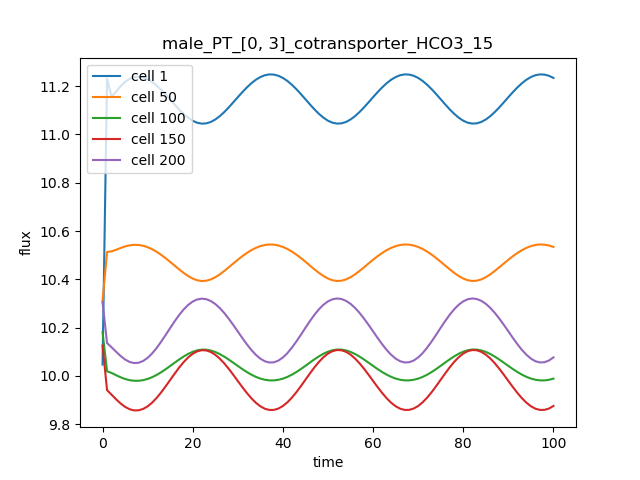 male_PT_[0, 3]_cotransporter_HCO3_15
cell 1
cell 50
cell 100
cell 150
cell 200
11.2
11.0
10.8
10.6
10.4
10.2
10.0
9.8
flux
0 20 40 60 80 100
time